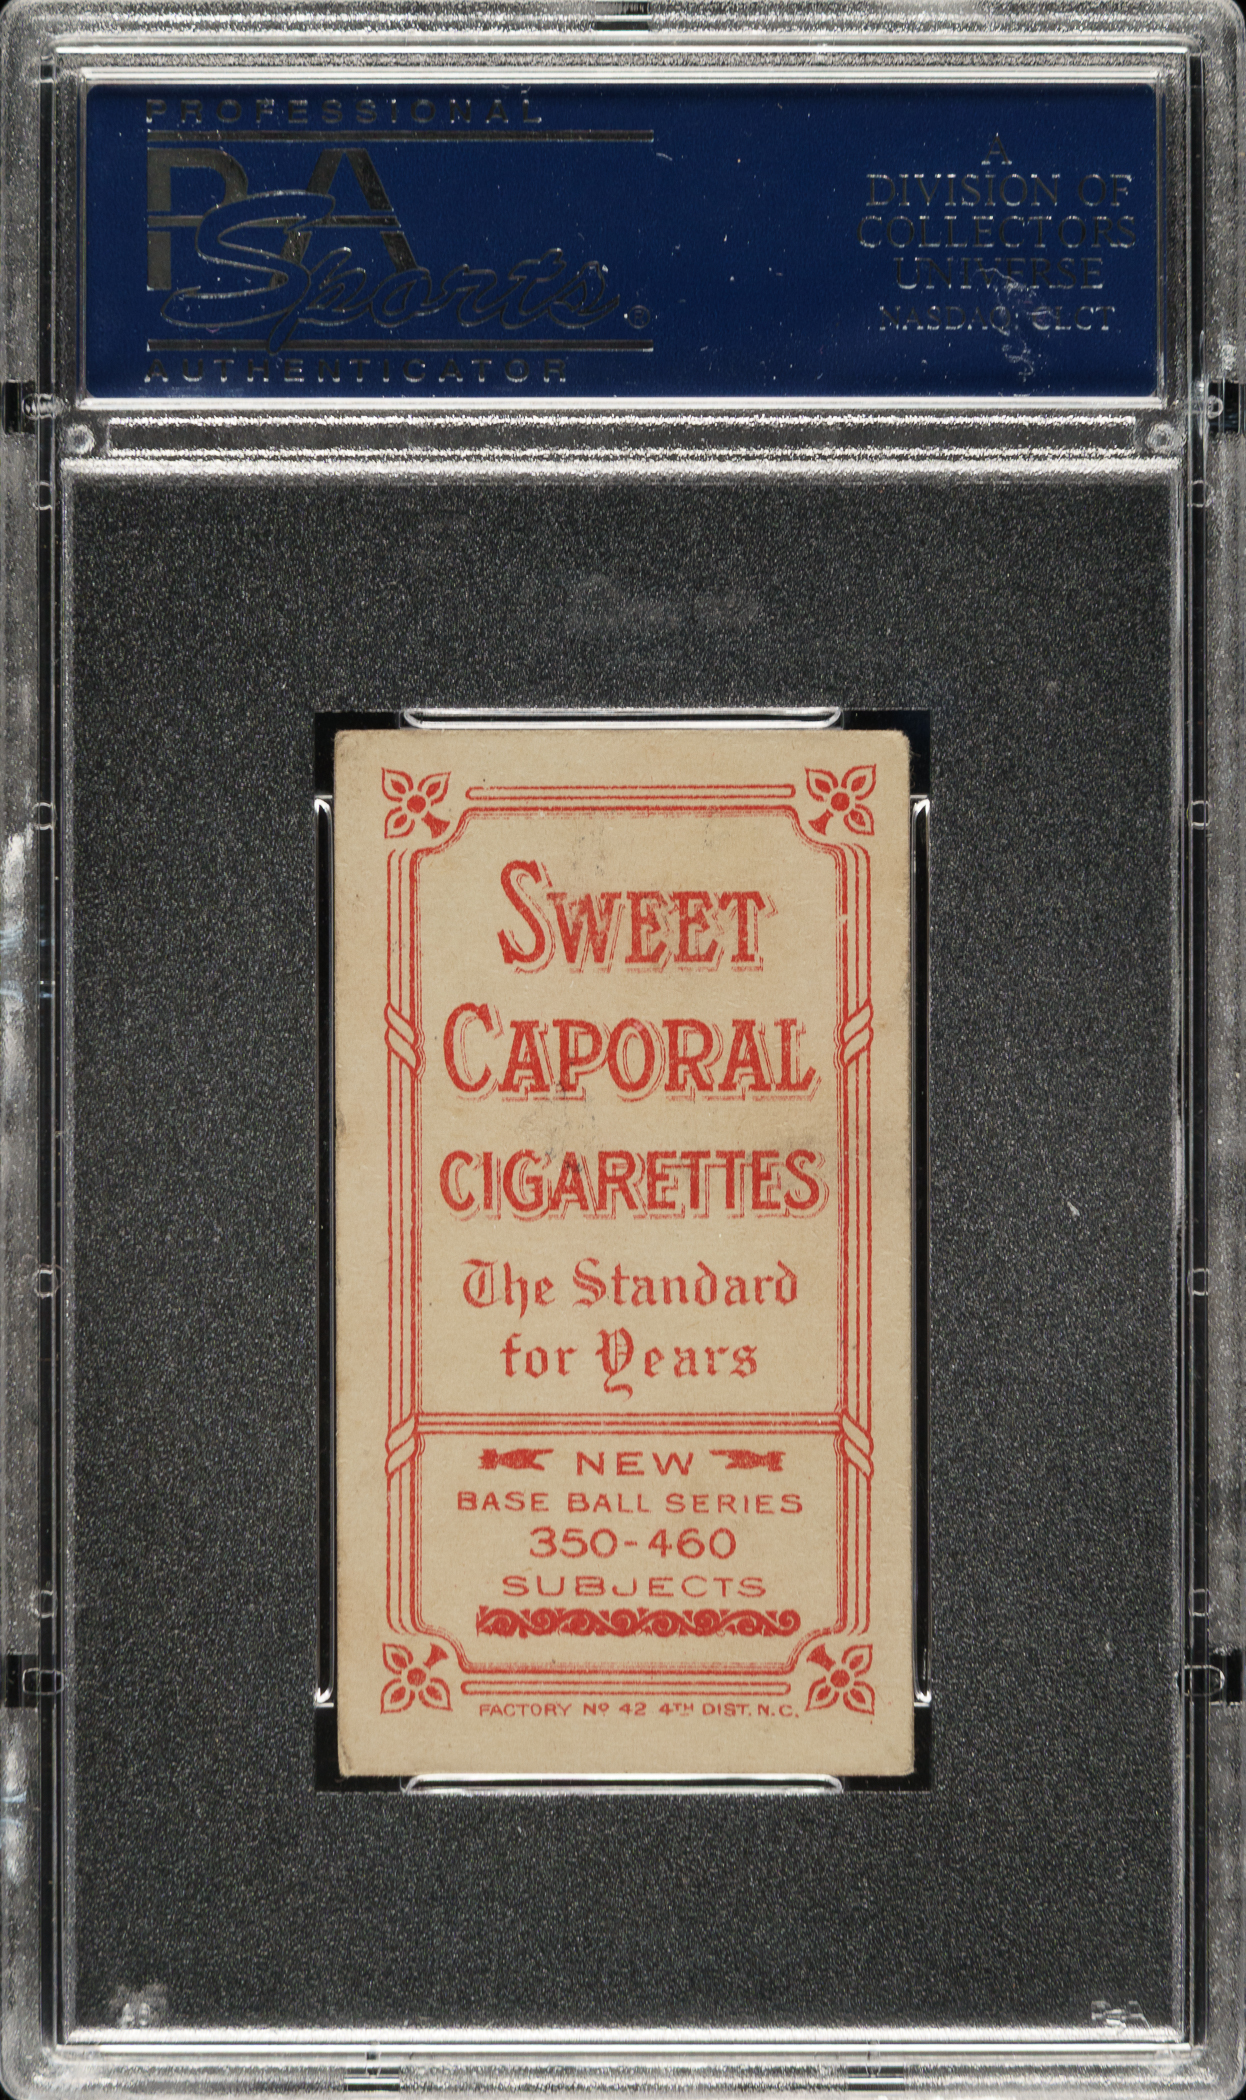 PROFESSIONAL
PSA
Sports®
AUTHENTICATOR
A
DIVISION OF
COLLECTORS
UNIVERSE
NASDAQ: CLCT
SWEET
CAPORAL
CIGARETTES
The Standard
for Years
NEW
BASE BALL SERIES
350-460
SUBJECTS
FACTORY Nº 42 4TH DIST. N.C.